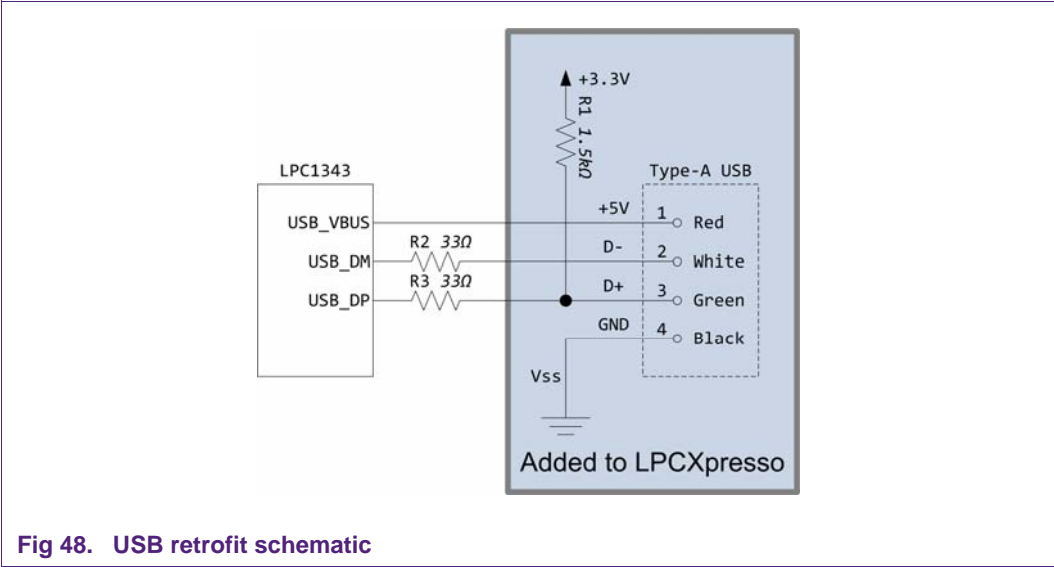 +3.3V
R1 1.5kΩ
LPC1343
Type-A USB
USB_VBUS
+5V
1
Red
R2 33Ω
USB_DM
D-
2
White
R3 33Ω
USB_DP
D+
3
Green
GND
4
Black
Vss
Added to LPCXpresso
Fig 48. USB retrofit schematic